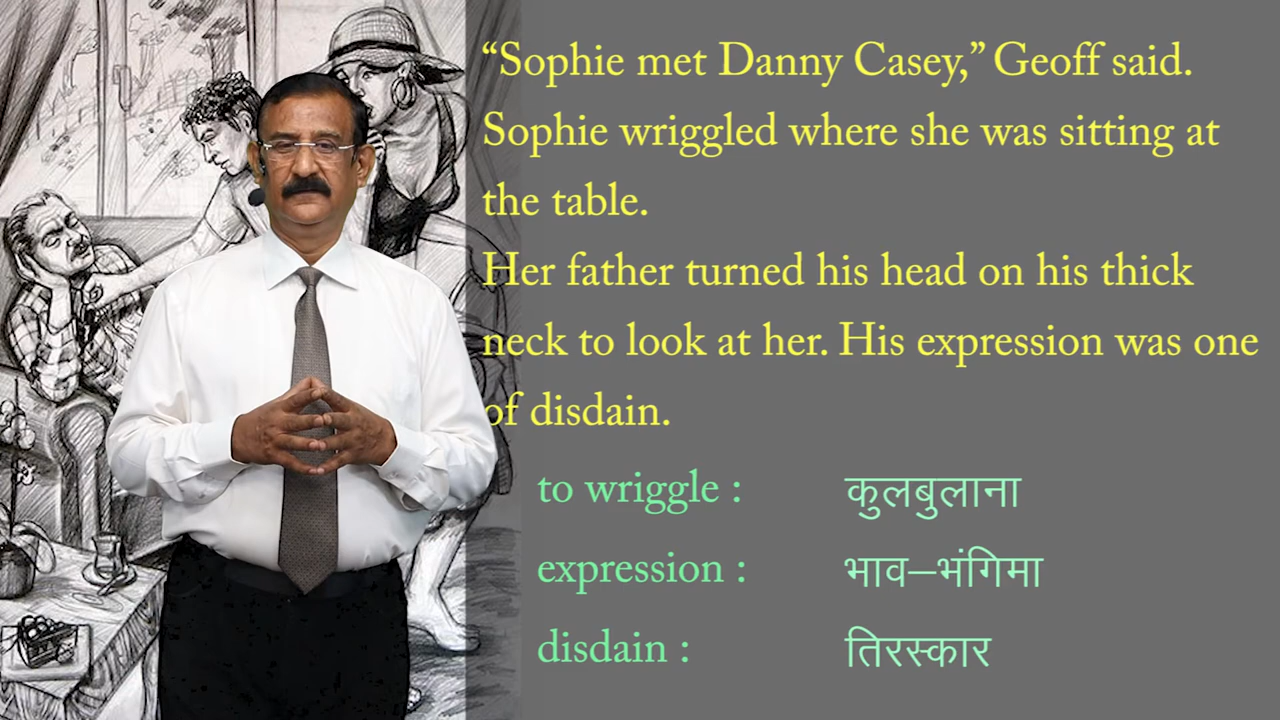 “Sophie met Danny Casey,” Geoff said.
Sophie wriggled where she was sitting at
the table.
Her father turned his head on his thick
neck to look at her. His expression was one
of disdain.
to wriggle : कुलबुलाना
expression : भाव–भंगिमा
disdain : तिरस्कार